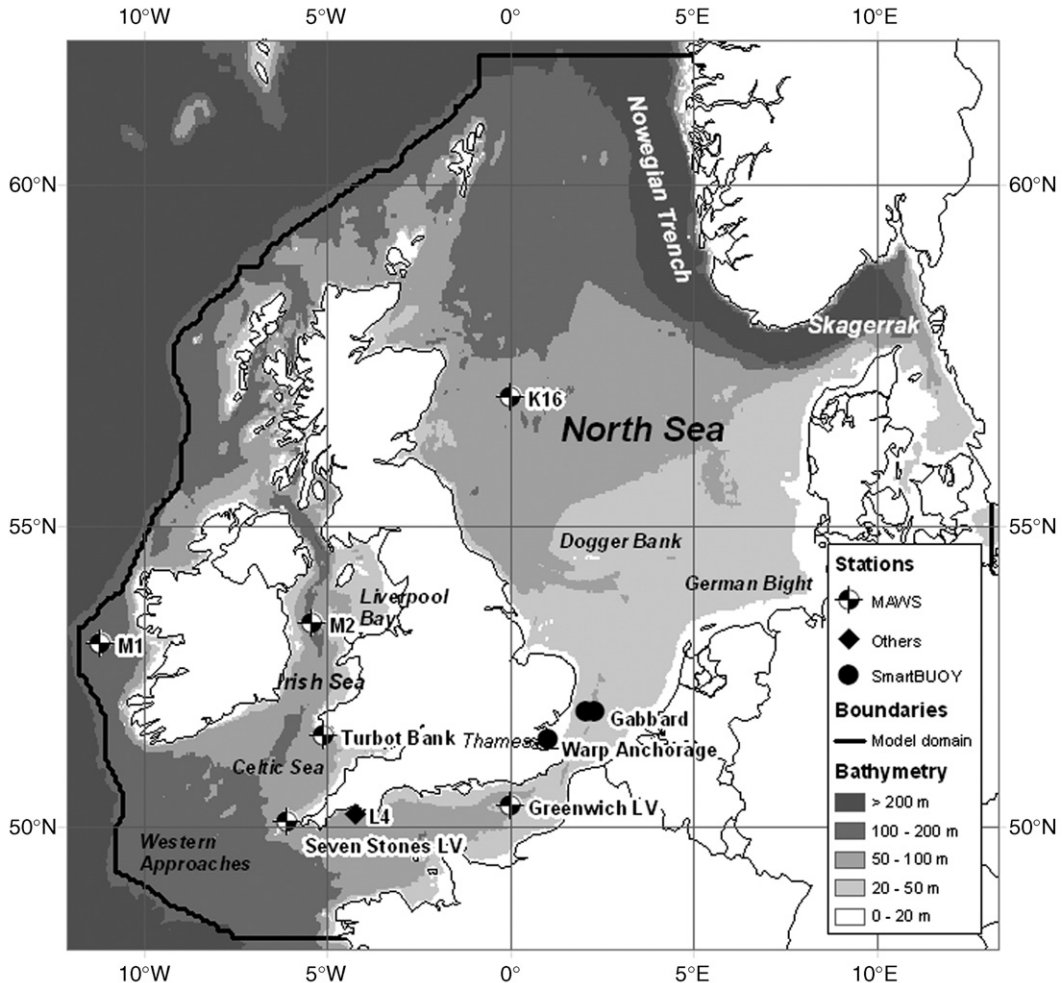 10°W 5°W 0° 5°E 10°E
60°N
60°N
Nowegian Trench
Skagerrak
K16
North Sea
55°N
55°N
Dogger Bank
German Bight
Liverpool
Bay
M2
M1
Irish Sea
Gabbard
Turbot Bank
Thames
Warp Anchorage
Celtic Sea
Greenwich LV
L4
50°N
50°N
Seven Stones LV
Western
Approaches
Stations
MAWS
Others
SmartBUOY
Boundaries
Model domain
Bathymetry
> 200 m
100 - 200 m
50 - 100 m
20 - 50 m
0 - 20 m
10°W 5°W 0° 5°E 10°E